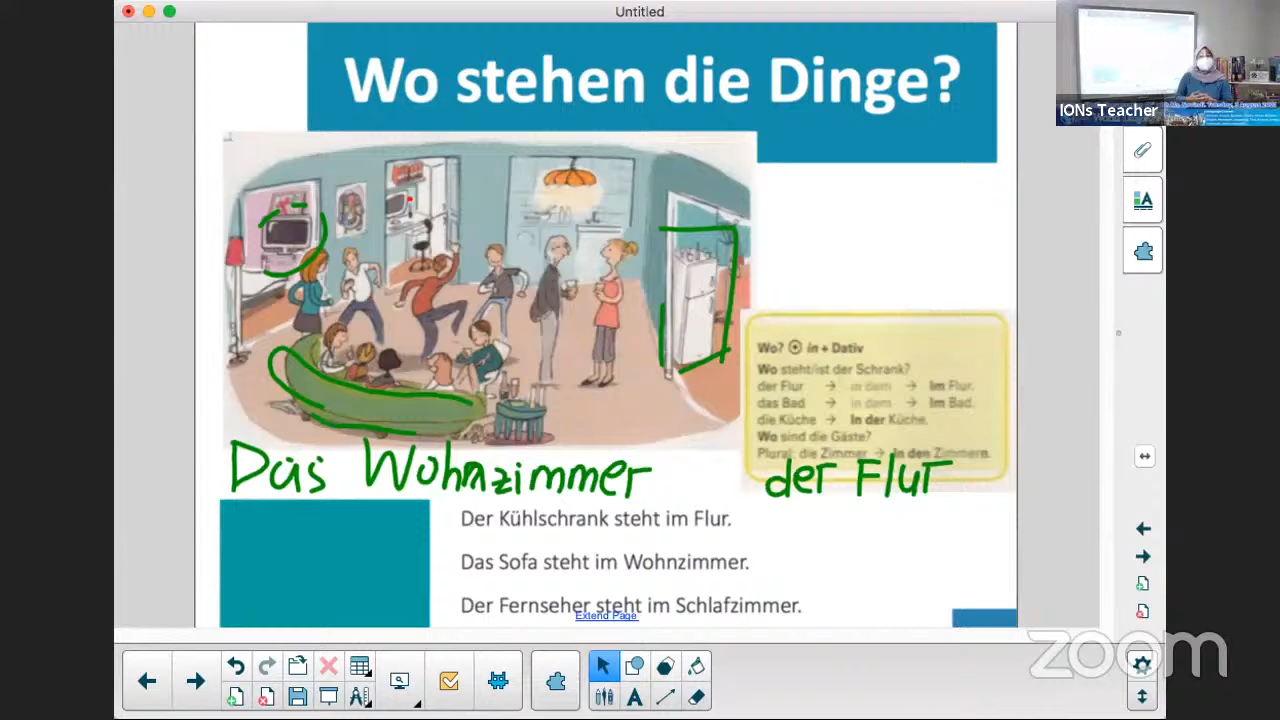 Untitled
Wo stehen die Dinge?
IONs Teacher
Wo? in + Dativ
Wo steht/ist der Schrank?
der Flur → in dem → Im Flur.
das Bad → in dem → Im Bad.
die Küche → In der Küche.
Wo sind die Gäste?
Plural: die Zimmer → In den Zimmern.
Das Wohnzimmer
der Flur
Der Kühlschrank steht im Flur.
Das Sofa steht im Wohnzimmer.
Der Fernseher steht im Schlafzimmer.
Extend Page
zoom